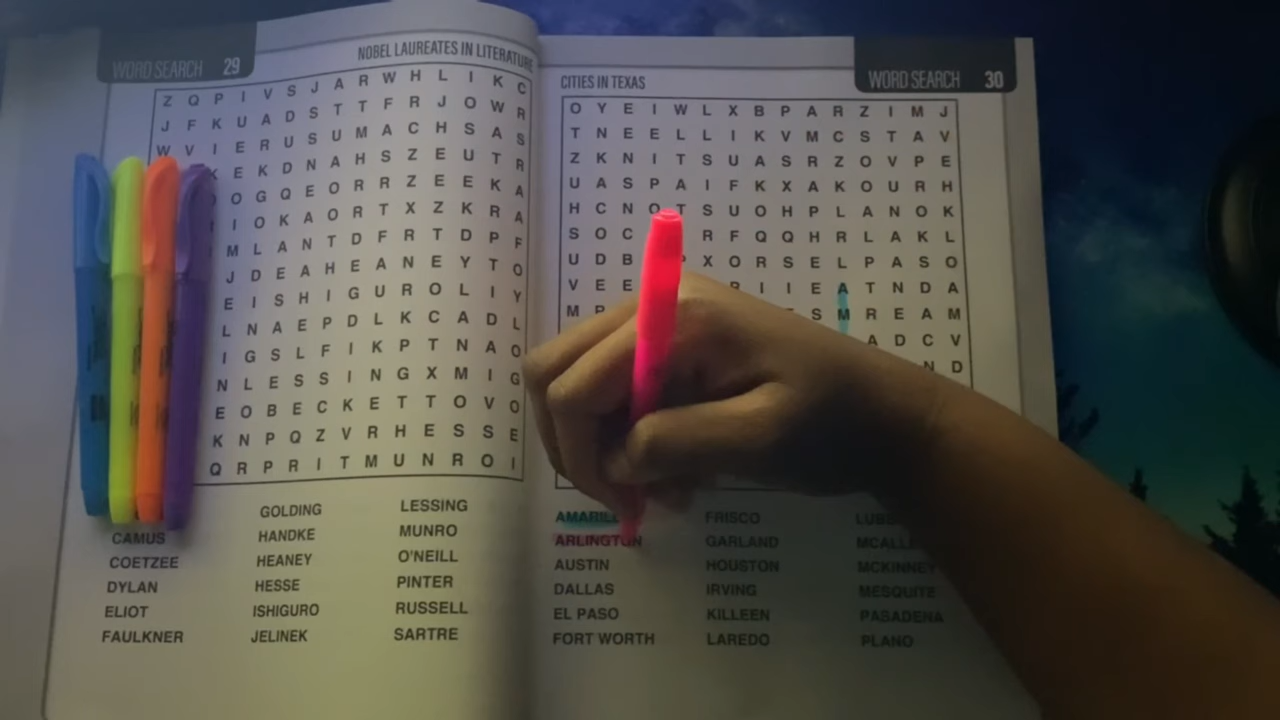 WORD SEARCH 29
NOBEL LAUREATES IN LITERATURE
Z Q P I V S J A R W H L I K C
J F K U A D S T T F R J O W R
W V I E R U S U M A C H S A S
K E K D N A H S Z E U T R
O G Q E O R R Z E E K A
I O K A O R T X Z K R A
M L A N T D F R T D P F
J D E A H E A N E Y T O
E I S H I G U R O L I Y
L N A E P D L K C A D L
I G S L F I K P T N A O
N L E S S I N G X M I G
E O B E C K E T T O V O
K N P Q Z V R H E S S E
Q R P R I T M U N R O I
GOLDING
LESSING
CAMUS
HANDKE
MUNRO
COETZEE
HEANEY
O'NEILL
DYLAN
HESSE
PINTER
ELIOT
ISHIGURO
RUSSELL
FAULKNER
JELINEK
SARTRE
CITIES IN TEXAS
WORD SEARCH 30
O Y E I W L X B P A R Z I M J
T N E E L L I K V M C S T A V
Z K N I T S U A S R Z O V P E
U A S P A I F K X A K O U R H
H C N O T S U O H P L A N O K
S O C R F Q Q H R L A K L
U D B X O R S E L P A S O
V E E R I I E A T N D A
M P S M R E A M
A D C V
N D
FRISCO
ARLINGTON
GARLAND
AUSTIN
HOUSTON
MCKINNEY
DALLAS
IRVING
MESQUITE
EL PASO
KILLEEN
PASADENA
FORT WORTH
LAREDO
PLANO